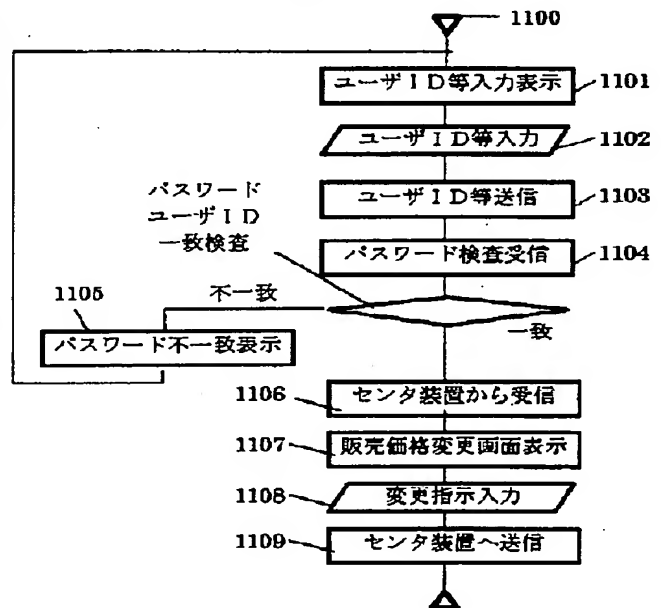 1100
ユーザID等入力表示 1101
ユーザID等入力 1102
ユーザID等送信 1103
パスワード検査受信 1104
パスワード
ユーザID
一致検査
不一致
一致
1105
パスワード不一致表示
1106 センタ装置から受信
1107 販売価格変更画面表示
1108 変更指示入力
1109 センタ装置へ送信